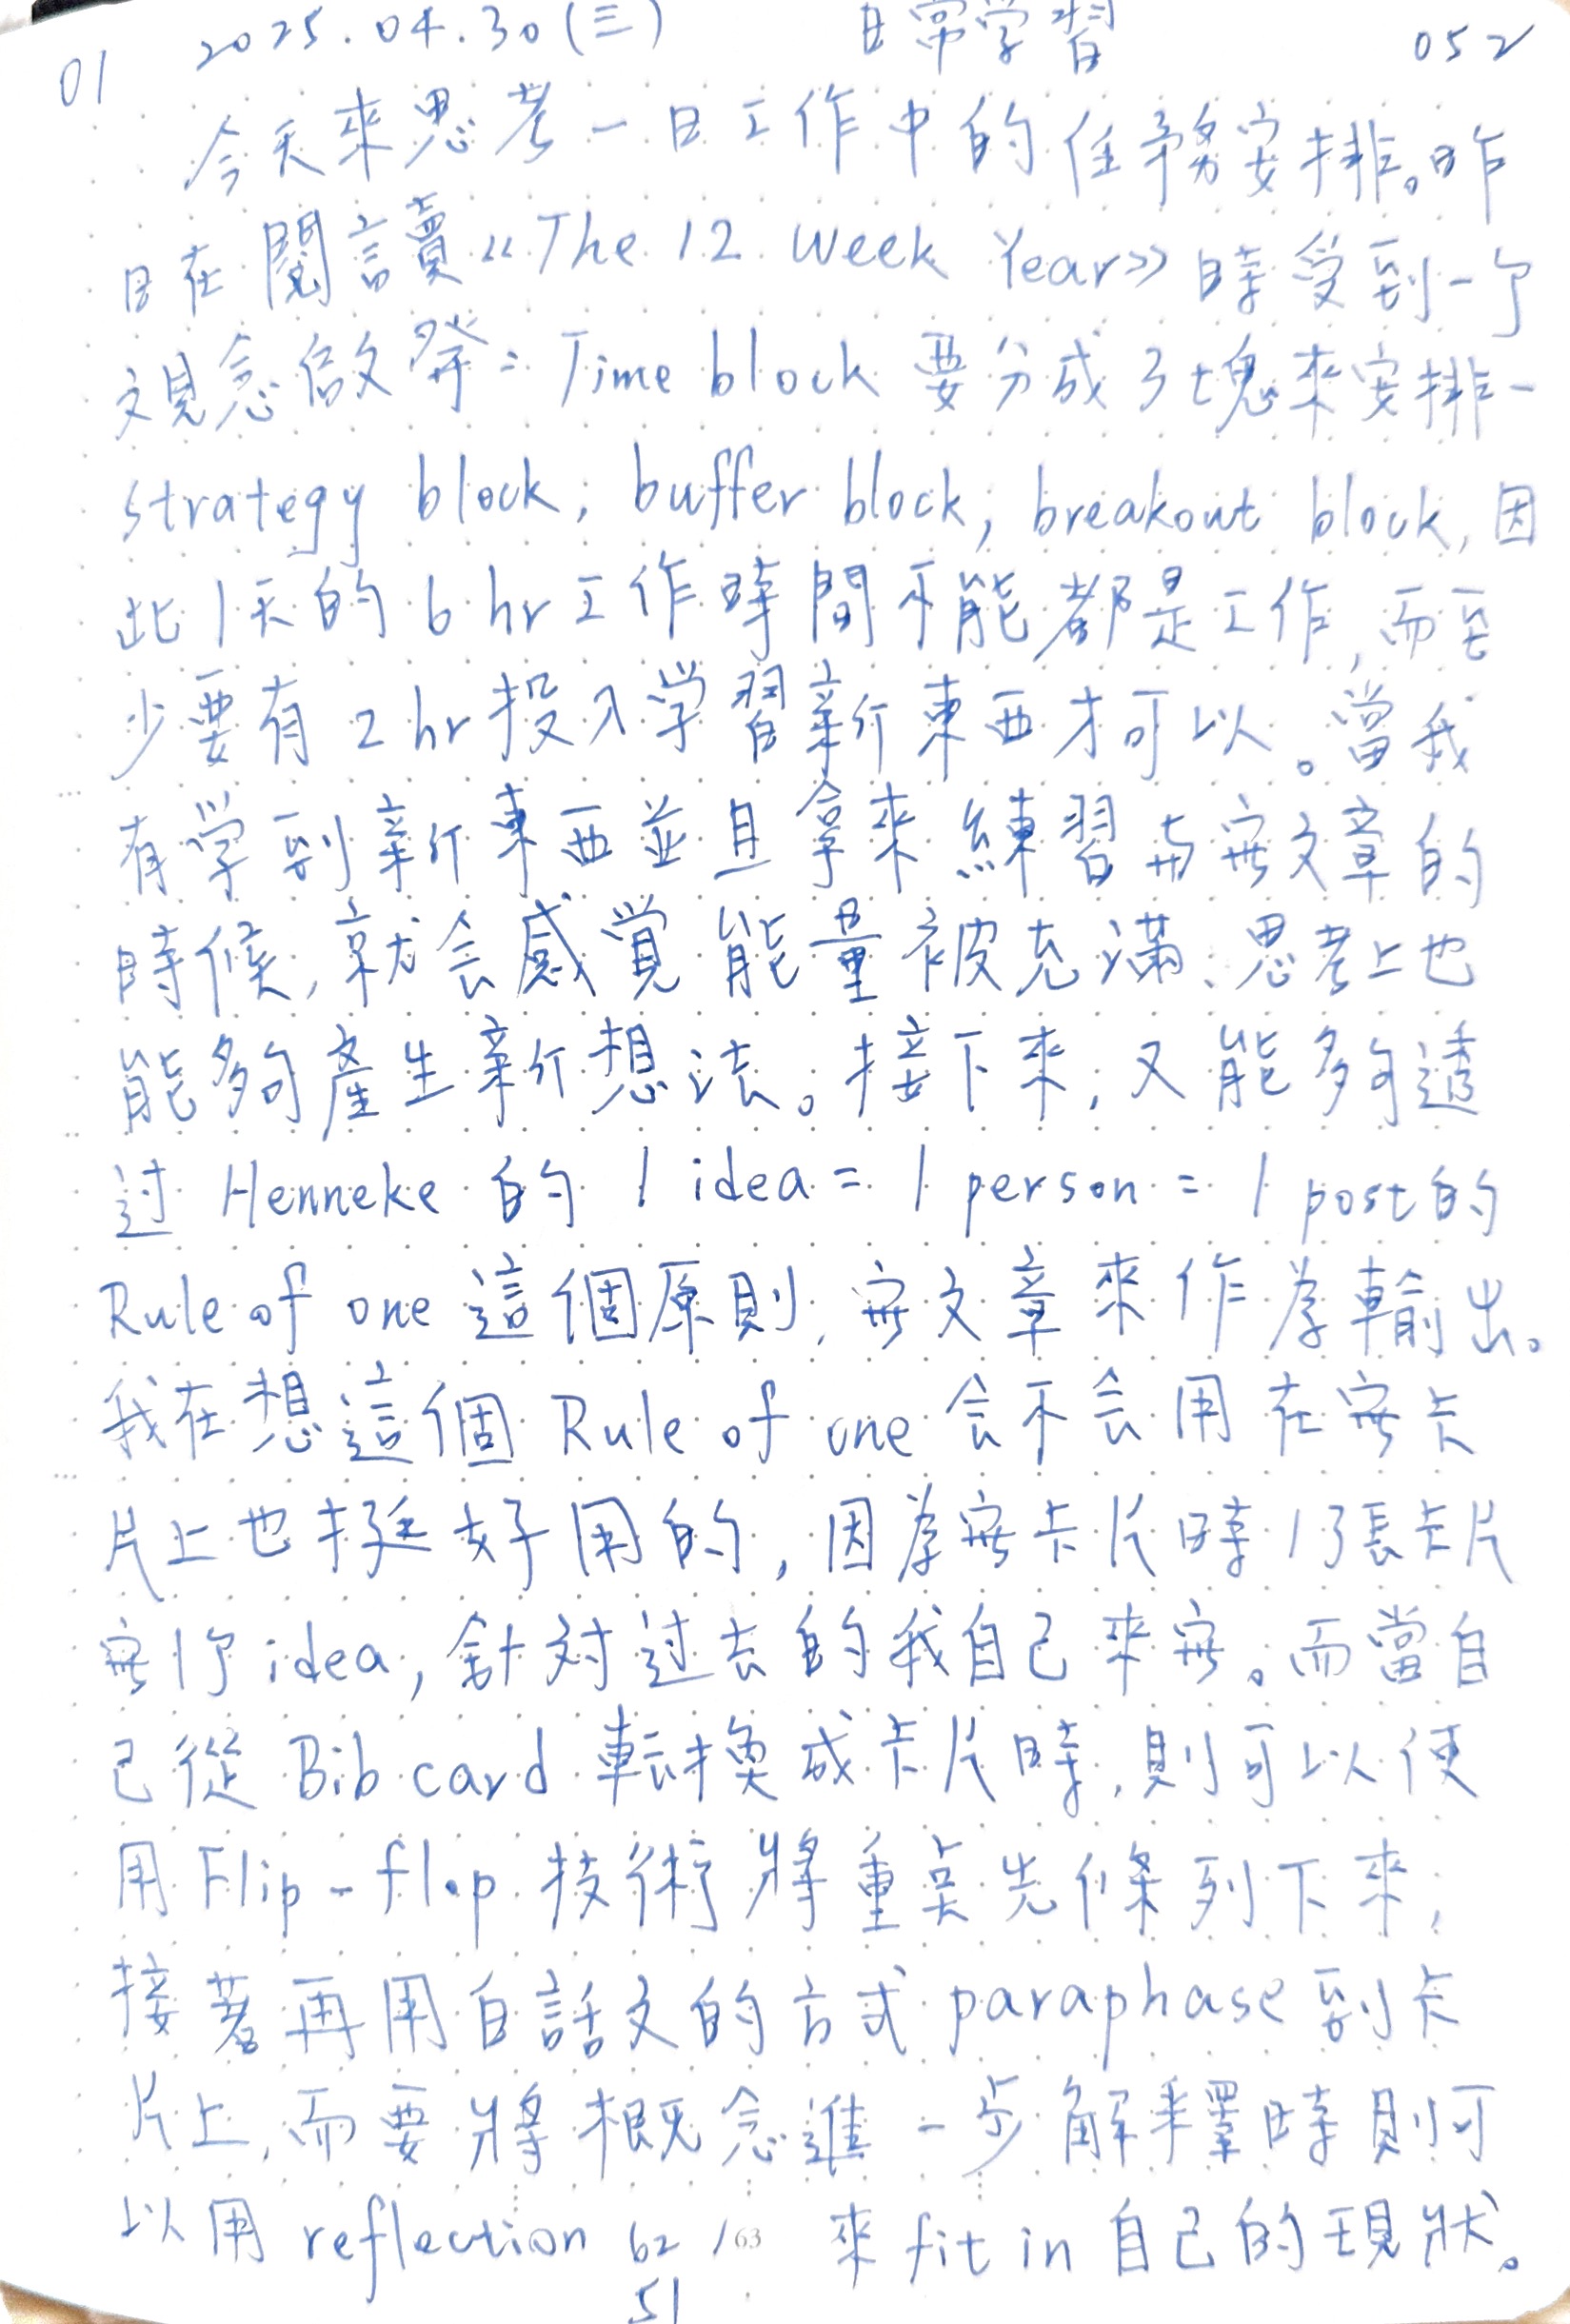 01 2025.04.30(三) 日常学習 052
今天來思考一日工作中的任務安排。昨
日在閱讀《The 12 Week Year》時受到一个
观念啟発：Time block 要分成3塊來安排－
strategy block, buffer block, breakout block, 因
此1天的6hr工作時間不能都是工作,而至
少要有2hr投入学習新東西才可以。當我
有学到新東西並且拿來練習与寫文章的
時候,就会感覚能量被充滿、思考上也
能夠產生新想法。接下來,又能夠透
过 Henneke 的 1 idea = 1 person = 1 post 的
Rule of one 這個原則,寫文章來作為輸出。
我在想這個 Rule of one 会不会用在寫卡
片上也挺好用的,因為寫卡片時1張卡片
寫1个idea,針对过去的我自己來寫。而當自
己從 Bib card 転換成卡片時,則可以使
用 Flip-flop 技術將重点先條列下來,
接著再用白話文的方式 paraphase 到卡
片上,而要將概念進一步解釋時則可
以用 reflection 來 fit in 自己的現狀。
62 / 63
51